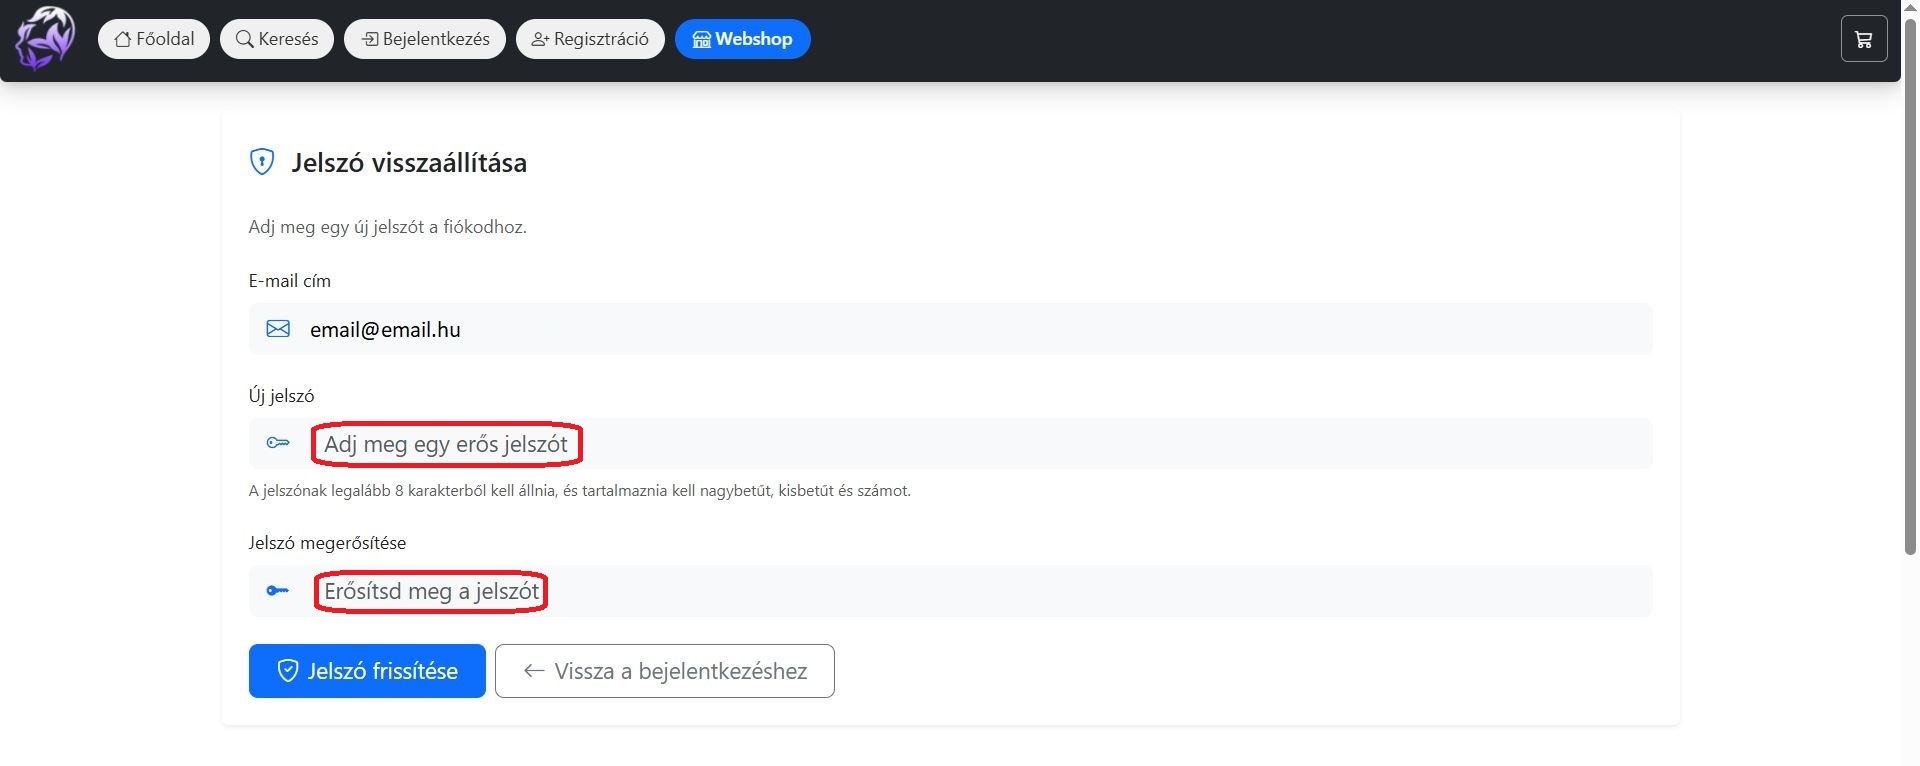 Főoldal Keresés Bejelentkezés Regisztráció Webshop
Jelszó visszaállítása
Adj meg egy új jelszót a fiókodhoz.
E-mail cím
email@email.hu
Új jelszó
Adj meg egy erős jelszót
A jelszónak legalább 8 karakterből kell állnia, és tartalmaznia kell nagybetűt, kisbetűt és számot.
Jelszó megerősítése
Erősítsd meg a jelszót
Jelszó frissítése Vissza a bejelentkezéshez